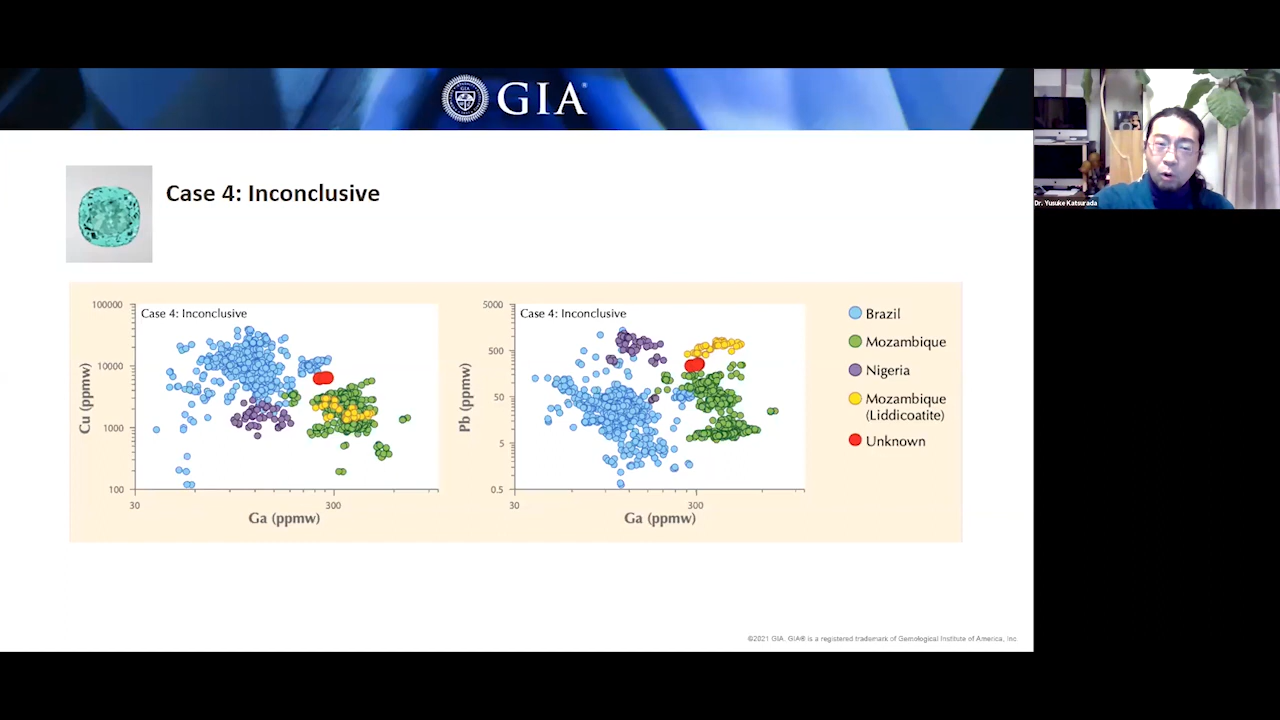 GIA
Dr. Yusuke Katsurada
Case 4: Inconclusive
Case 4: Inconclusive
100000
10000
1000
100
Cu (ppmw)
30
300
Ga (ppmw)
Case 4: Inconclusive
5000
500
50
5
0.5
Pb (ppmw)
30
300
Ga (ppmw)
Brazil
Mozambique
Nigeria
Mozambique
(Liddicoatite)
Unknown
©2021 GIA. GIA® is a registered trademark of Gemological Institute of America, Inc.